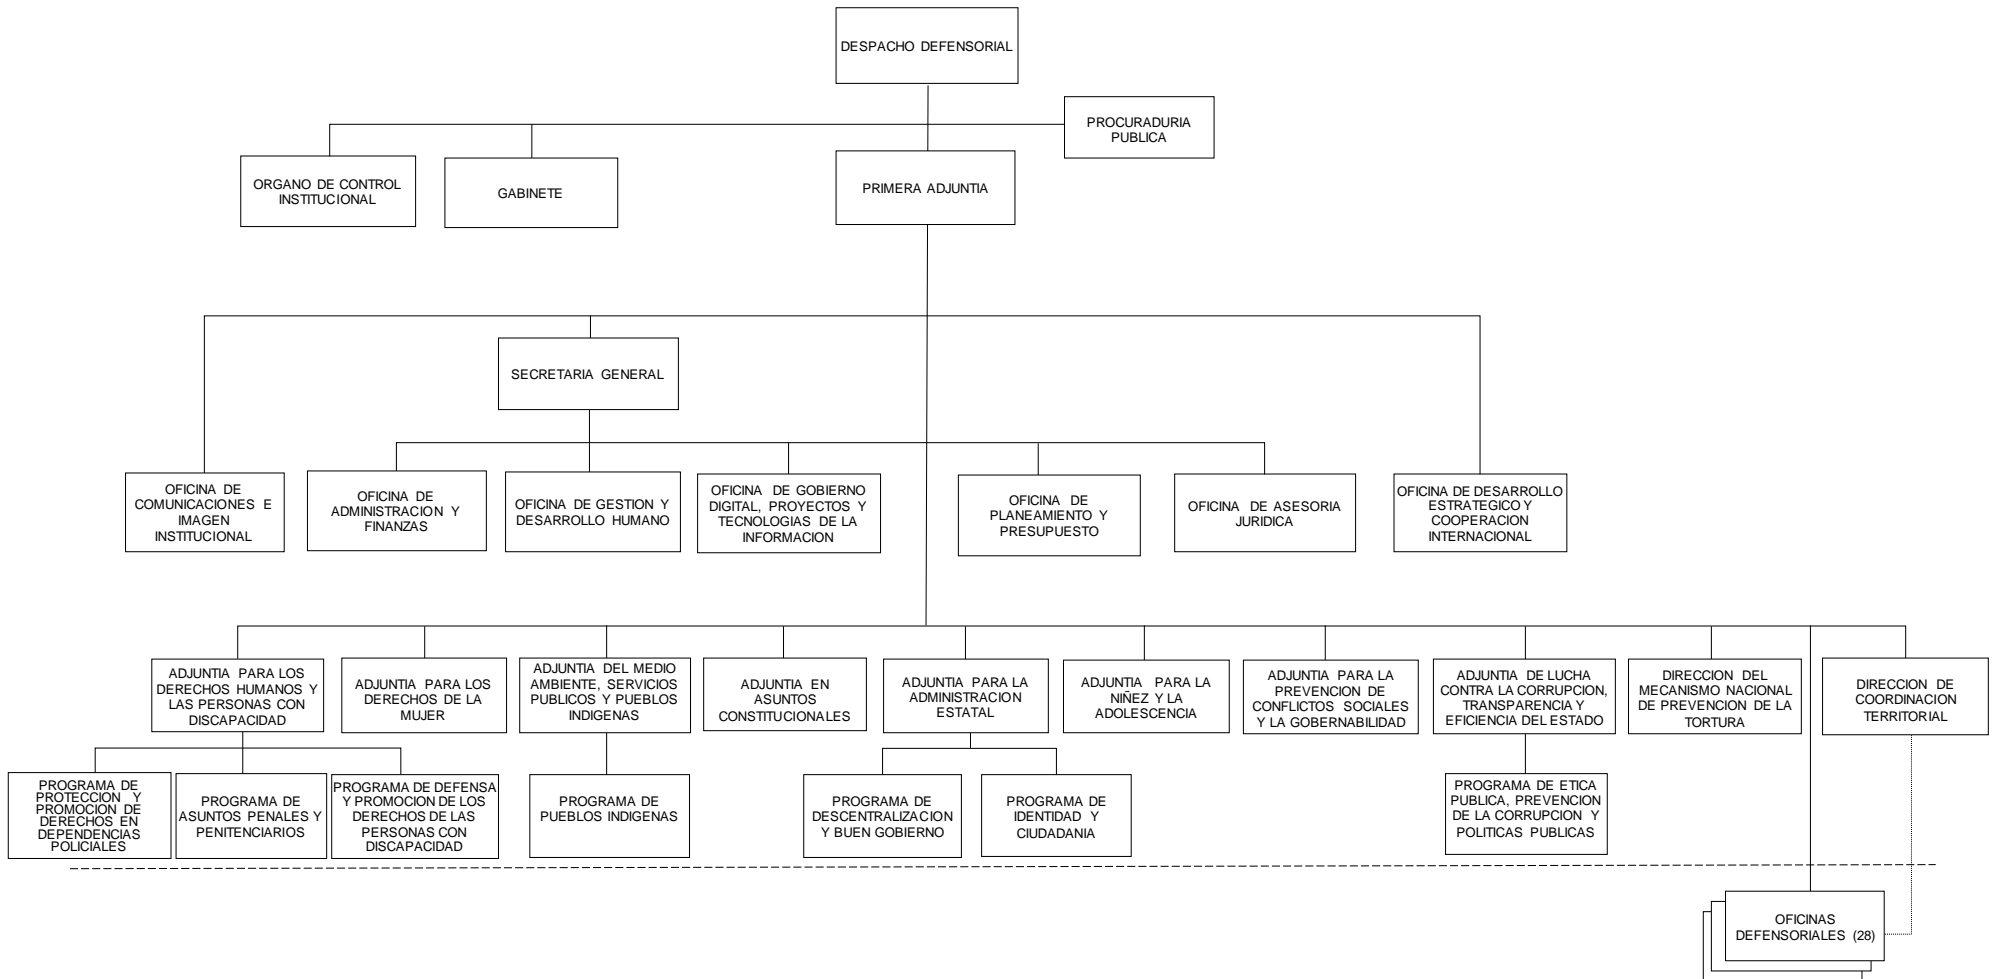 DESPACHO DEFENSORIAL
PROCURADURIA
PUBLICA
ORGANO DE CONTROL
INSTITUCIONAL
GABINETE
PRIMERA ADJUNTIA
SECRETARIA GENERAL
OFICINA DE
COMUNICACIONES E
IMAGEN
INSTITUCIONAL
OFICINA DE
ADMINISTRACION Y
FINANZAS
OFICINA DE GESTION Y
DESARROLLO HUMANO
OFICINA DE GOBIERNO
DIGITAL, PROYECTOS Y
TECNOLOGIAS DE LA
INFORMACION
OFICINA DE
PLANEAMIENTO Y
PRESUPUESTO
OFICINA DE ASESORIA
JURIDICA
OFICINA DE DESARROLLO
ESTRATEGICO Y
COOPERACION
INTERNACIONAL
ADJUNTIA PARA LOS
DERECHOS HUMANOS Y
LAS PERSONAS CON
DISCAPACIDAD
ADJUNTIA PARA LOS
DERECHOS DE LA
MUJER
ADJUNTIA DEL MEDIO
AMBIENTE, SERVICIOS
PUBLICOS Y PUEBLOS
INDIGENAS
ADJUNTIA EN
ASUNTOS
CONSTITUCIONALES
ADJUNTIA PARA LA
ADMINISTRACION
ESTATAL
ADJUNTIA PARA LA
NIÑEZ Y LA
ADOLESCENCIA
ADJUNTIA PARA LA
PREVENCION DE
CONFLICTOS SOCIALES
Y LA GOBERNABILIDAD
ADJUNTIA DE LUCHA
CONTRA LA CORRUPCION,
TRANSPARENCIA Y
EFICIENCIA DEL ESTADO
DIRECCION DEL
MECANISMO NACIONAL
DE PREVENCION DE LA
TORTURA
DIRECCION DE
COORDINACION
TERRITORIAL
PROGRAMA DE
PROTECCION Y
PROMOCION DE
DERECHOS EN
DEPENDENCIAS
POLICIALES
PROGRAMA DE
ASUNTOS PENALES Y
PENITENCIARIOS
PROGRAMA DE DEFENSA
Y PROMOCION DE LOS
DERECHOS DE LAS
PERSONAS CON
DISCAPACIDAD
PROGRAMA DE
PUEBLOS INDIGENAS
PROGRAMA DE
DESCENTRALIZACION
Y BUEN GOBIERNO
PROGRAMA DE
IDENTIDAD Y
CIUDADANIA
PROGRAMA DE ETICA
PUBLICA, PREVENCION
DE LA CORRUPCION Y
POLITICAS PUBLICAS
OFICINAS
DEFENSORIALES (28)